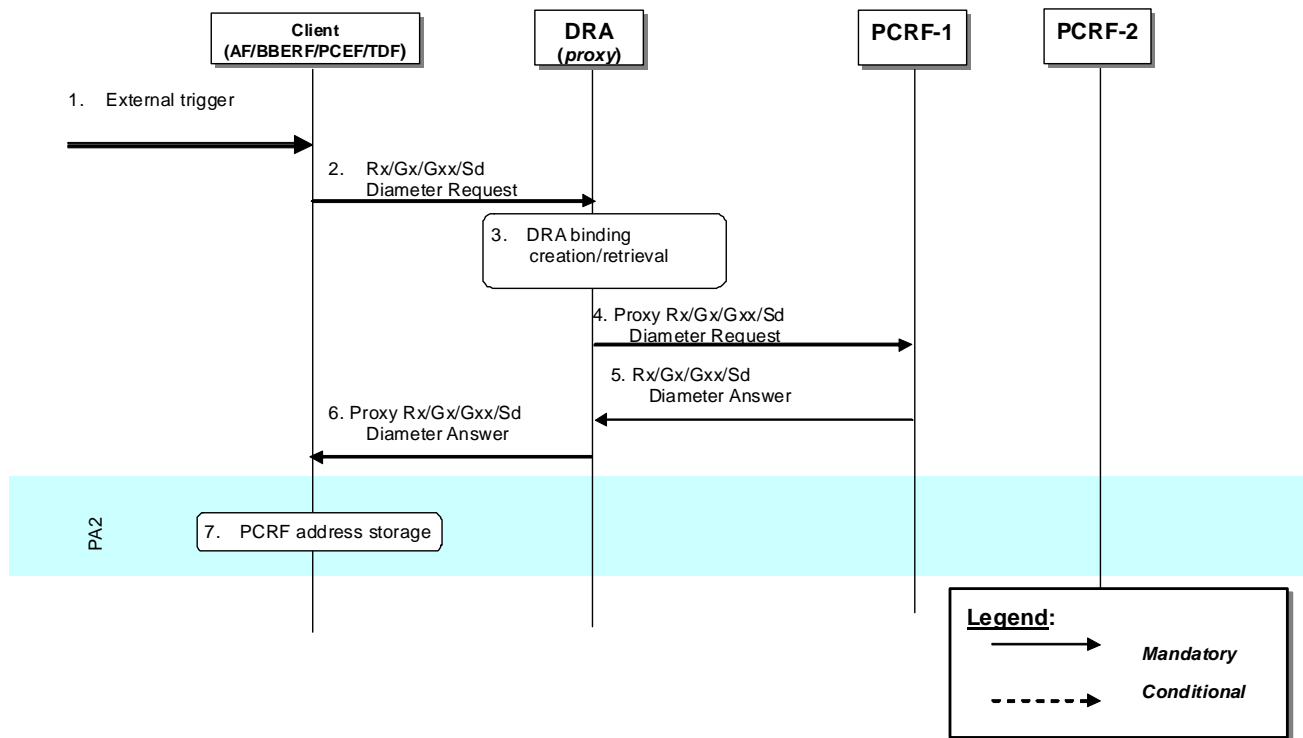 Client
(AF/BBERF/PCEF/TDF)
DRA
(proxy)
PCRF-1
PCRF-2
1. External trigger
2. Rx/Gx/Gxx/Sd
Diameter Request
3. DRA binding
creation/retrieval
4. Proxy Rx/Gx/Gxx/Sd
Diameter Request
5. Rx/Gx/Gxx/Sd
Diameter Answer
6. Proxy Rx/Gx/Gxx/Sd
Diameter Answer
PA2
7. PCRF address storage
Legend:
Mandatory
Conditional